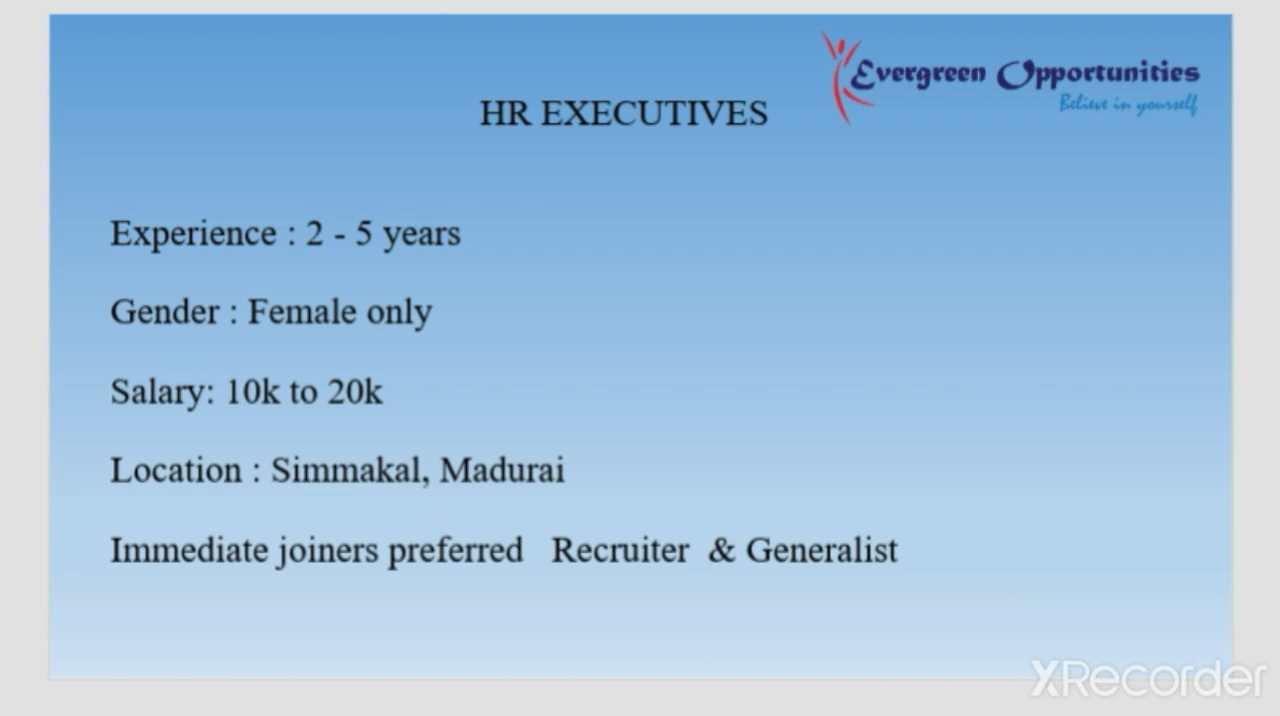 Evergreen Opportunities
Believe in yourself
HR EXECUTIVES
Experience : 2 - 5 years
Gender : Female only
Salary: 10k to 20k
Location : Simmakal, Madurai
Immediate joiners preferred Recruiter & Generalist
XRecorder